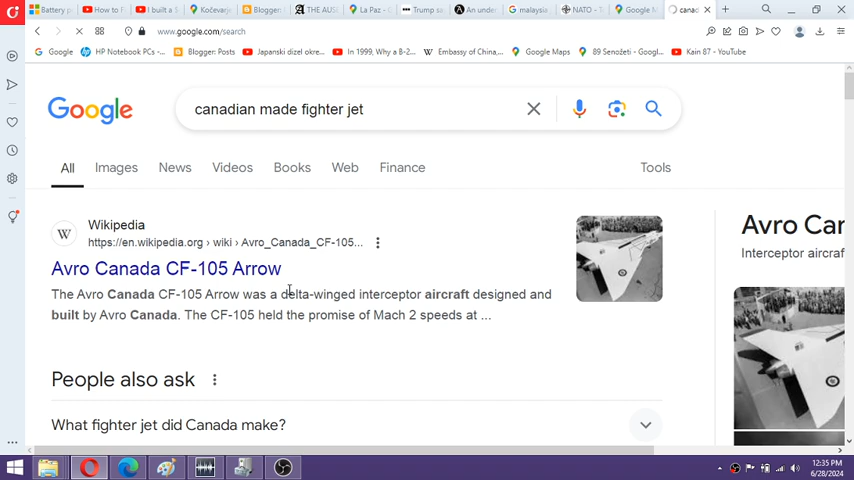 Battery p
How to F
I built a S
Kočevarje
Blogger:
THE AUS
La Paz - G
Trump sa
An under
malaysia
NATO - T
Google M
canad
88
www.google.com/search
Google
HP Notebook PCs -...
Blogger: Posts
Japanski dizel okre...
In 1999, Why a B-2...
Embassy of China,...
Google Maps
89 Senožeti - Googl...
Kain 87 - YouTube
Google
canadian made fighter jet
All
Images
News
Videos
Books
Web
Finance
Tools
Wikipedia
https://en.wikipedia.org › wiki › Avro_Canada_CF-105...
Avro Canada CF-105 Arrow
The Avro Canada CF-105 Arrow was a delta-winged interceptor aircraft designed and
built by Avro Canada. The CF-105 held the promise of Mach 2 speeds at ...
Avro Car
Interceptor aircraf
People also ask
What fighter jet did Canada make?
12:35 PM
6/28/2024